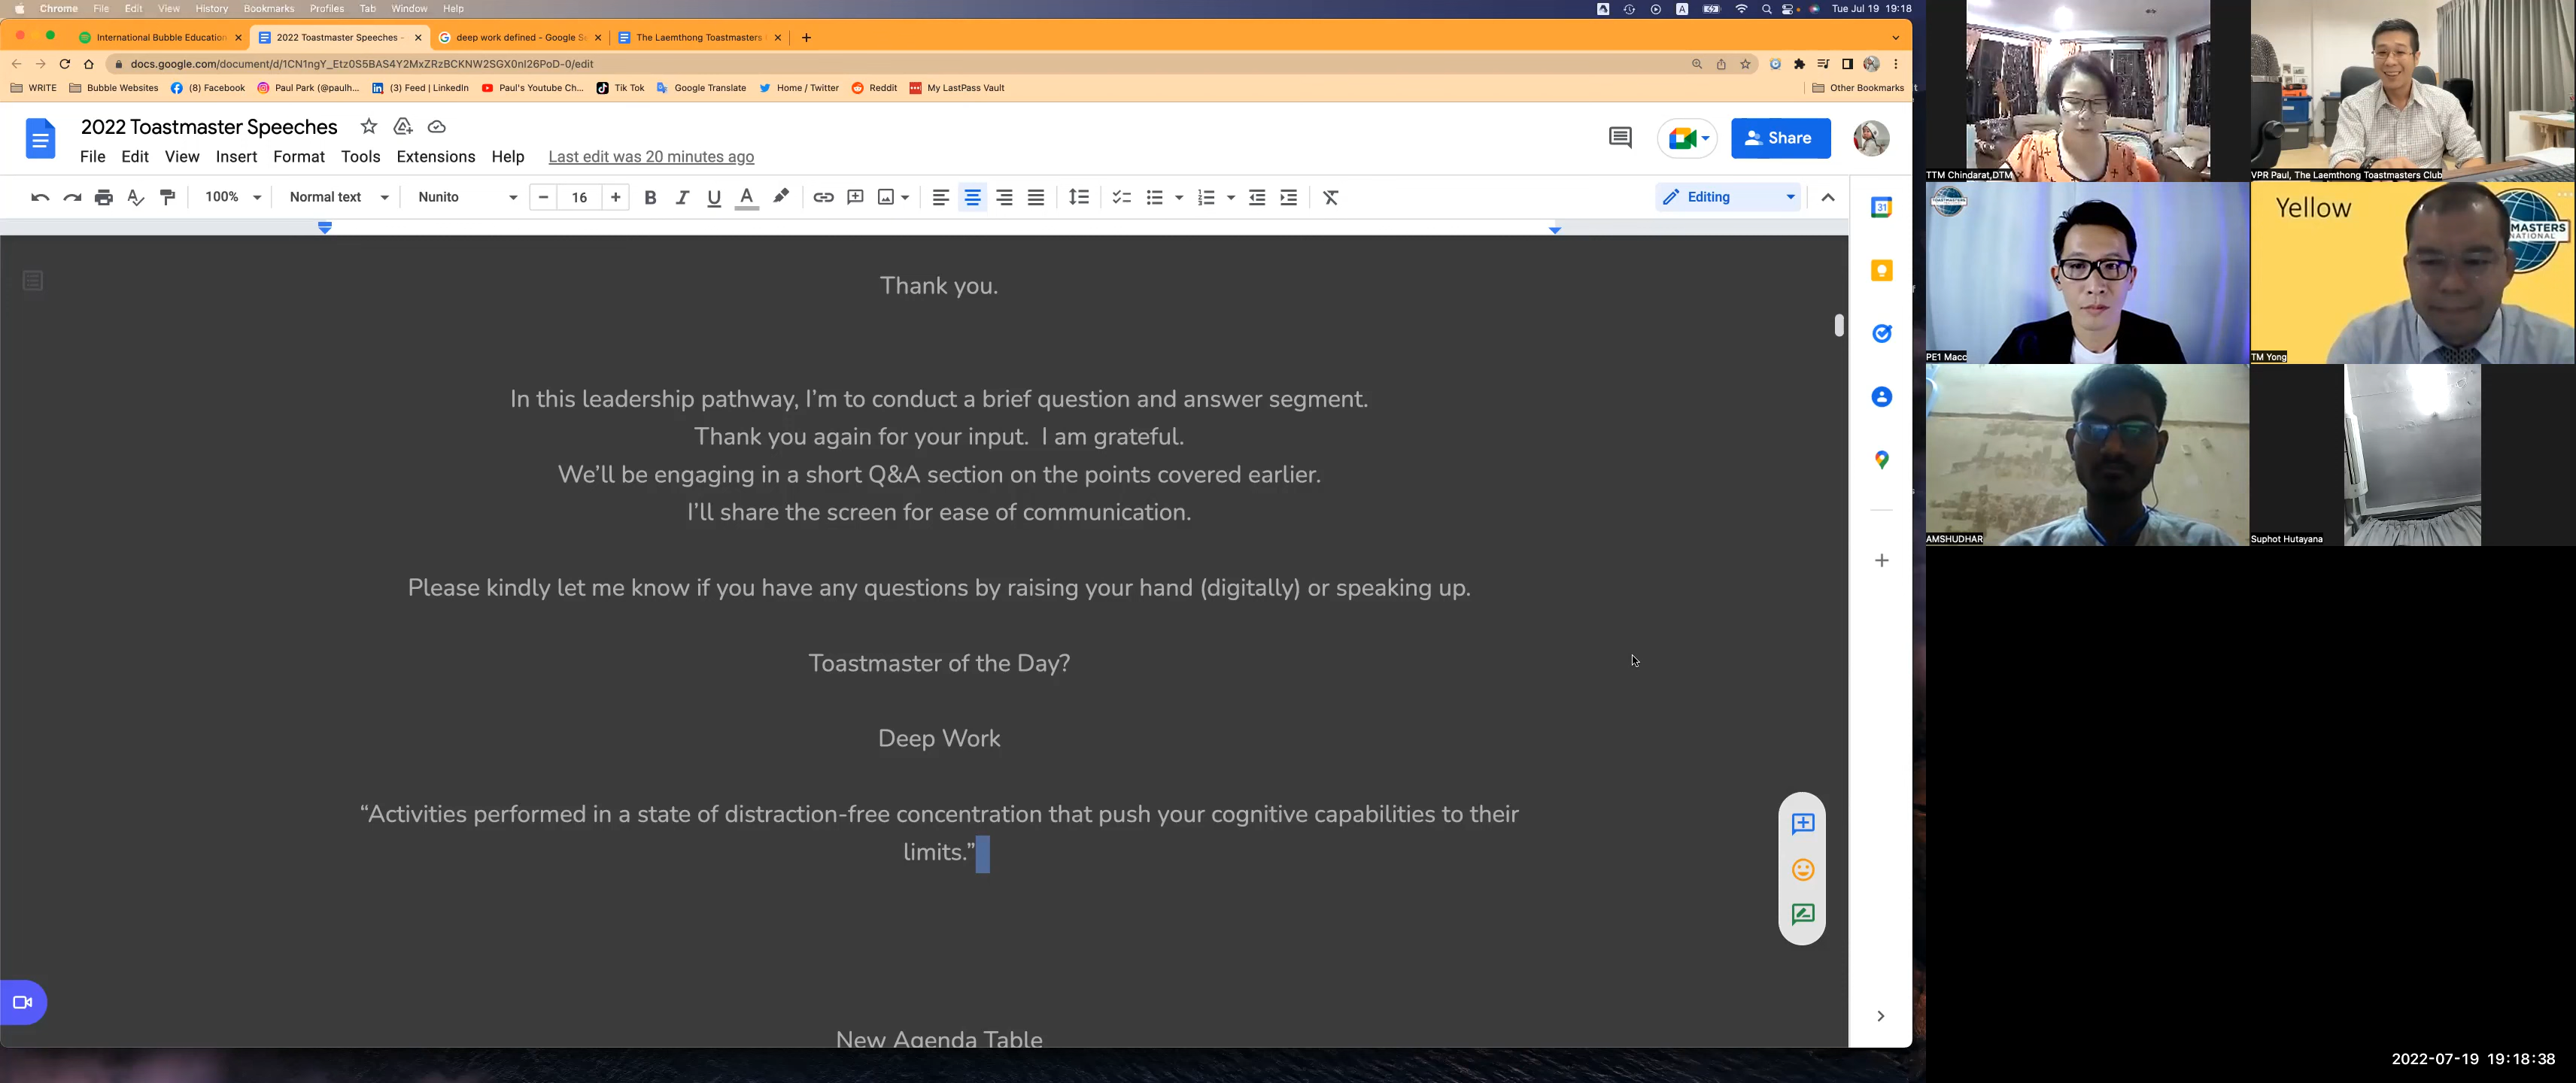 Chrome File Edit View History Bookmarks Profiles Tab Window Help
Tue Jul 19 19:18
International Bubble Education
2022 Toastmaster Speeches -
deep work defined - Google Se
The Laemthong Toastmasters
docs.google.com/document/d/1CN1ngY_Etz0S5BAS4Y2MxZRzBCKNW2SGX0nI26PoD-0/edit
WRITE Bubble Websites (8) Facebook Paul Park (@paulh... (3) Feed | LinkedIn Paul's Youtube Ch... Tik Tok Google Translate Home / Twitter Reddit My LastPass Vault Other Bookmarks
2022 Toastmaster Speeches
Share
File Edit View Insert Format Tools Extensions Help Last edit was 20 minutes ago
100% Normal text Nunito 16 Editing
Thank you.
In this leadership pathway, I’m to conduct a brief question and answer segment.
Thank you again for your input. I am grateful.
We’ll be engaging in a short Q&A section on the points covered earlier.
I’ll share the screen for ease of communication.
Please kindly let me know if you have any questions by raising your hand (digitally) or speaking up.
Toastmaster of the Day?
Deep Work
“Activities performed in a state of distraction-free concentration that push your cognitive capabilities to their
limits.”
New Agenda Table
TTM Chindarat,DTM
VPR Paul, The Laemthong Toastmasters Club
PE1 Macc
Yellow
MASTERS
NATIONAL
TM Yong
AMSHUDHAR
Suphot Hutayana
2022-07-19 19:18:38